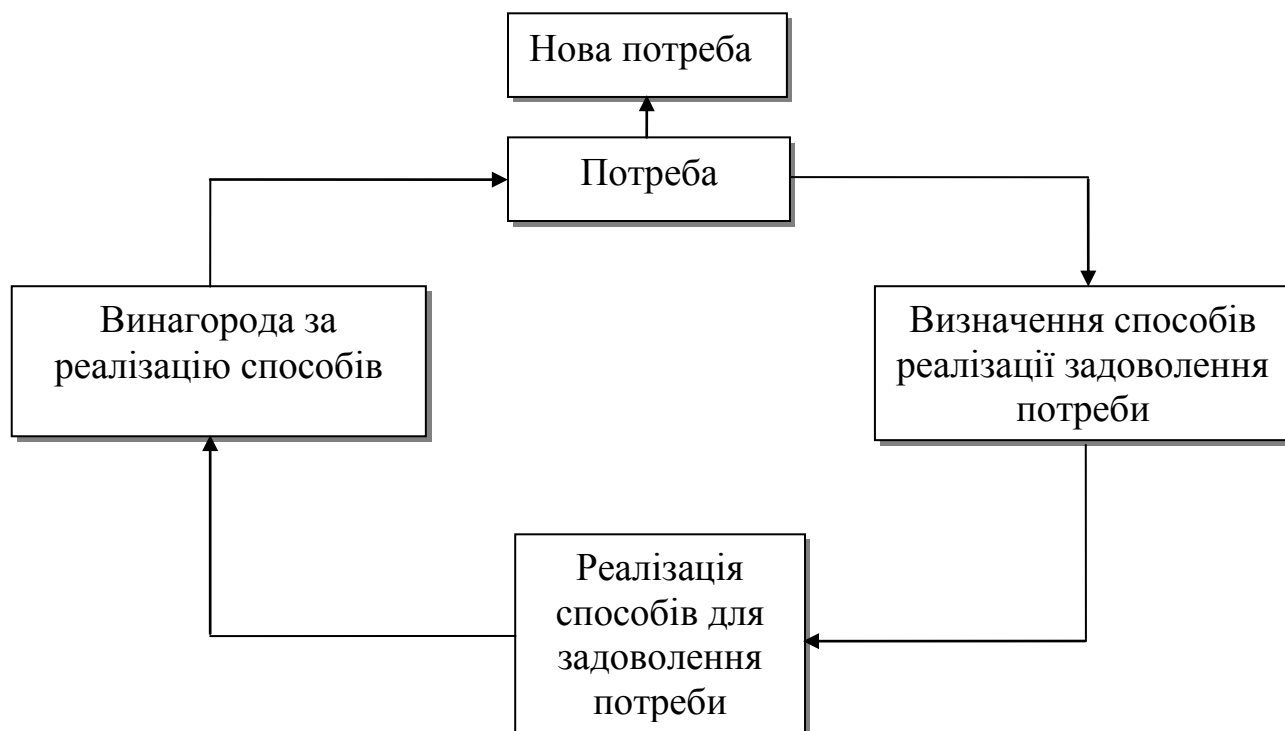 Нова потреба
Потреба
Винагорода за
реалізацію способів
Визначення способів
реалізації задоволення
потреби
Реалізація
способів для
задоволення
потреби